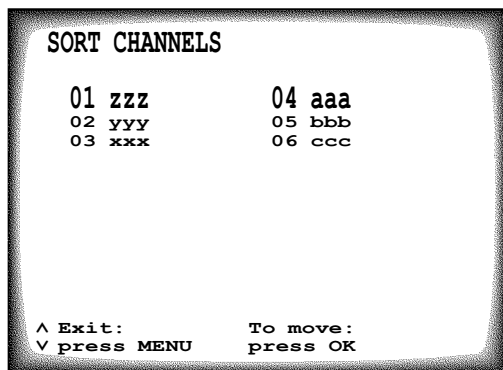 SORT CHANNELS
01 zzz 04 aaa
02 yyy 05 bbb
03 xxx 06 ccc
∧ Exit: To move:
∨ press MENU press OK